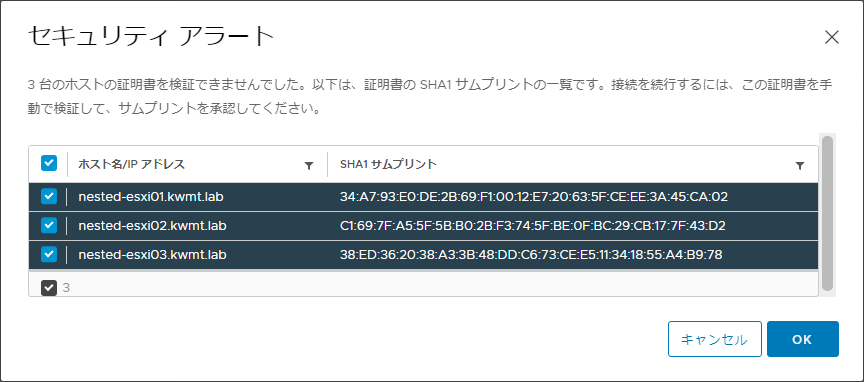 セキュリティ アラート
3 台のホストの証明書を検証できませんでした。以下は、証明書の SHA1 サムプリントの一覧です。接続を続行するには、この証明書を手
動で検証して、サムプリントを承認してください。
ホスト名/IP アドレス SHA1 サムプリント
nested-esxi01.kwmt.lab 34:A7:93:E0:DE:2B:69:F1:00:12:E7:20:63:5F:CE:EE:3A:45:CA:02
nested-esxi02.kwmt.lab C1:69:7F:A5:5F:5B:B0:2B:F3:74:5F:BE:0F:BC:29:CB:17:7F:43:D2
nested-esxi03.kwmt.lab 38:ED:36:20:38:A3:3B:48:DD:C6:73:CE:E5:11:34:18:55:A4:B9:78
3
キャンセル OK